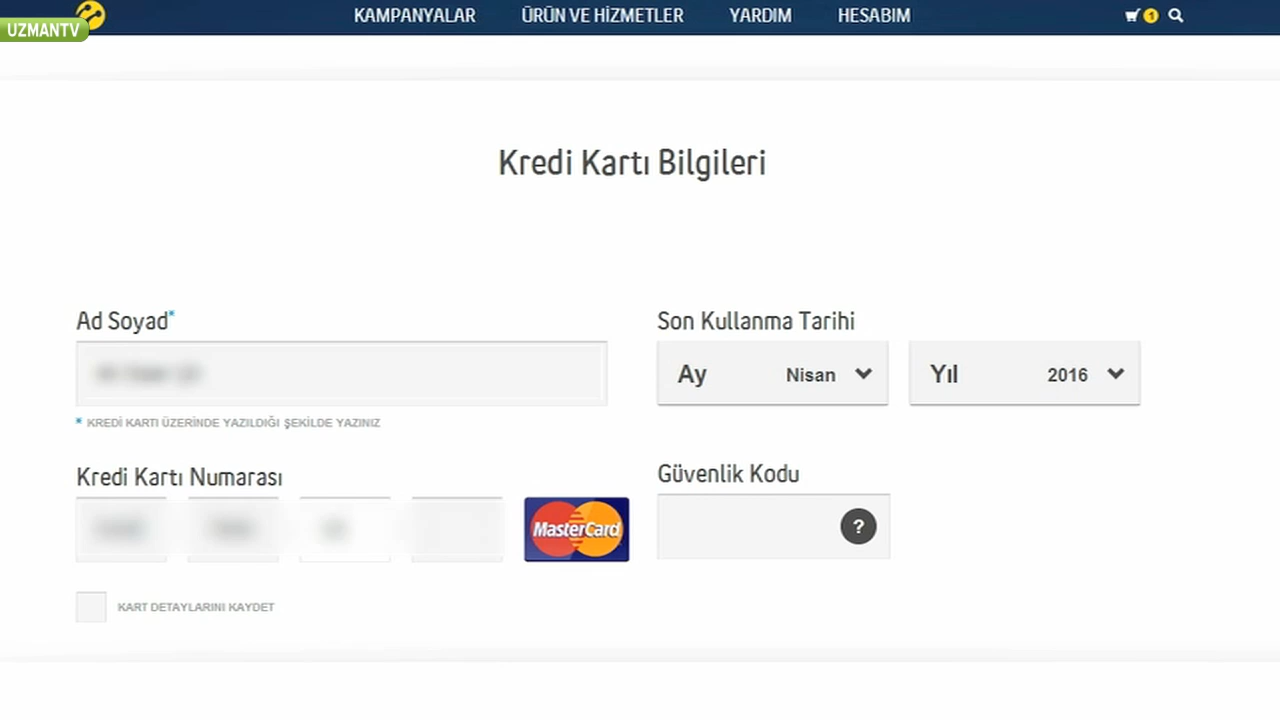 UZMANTV
KAMPANYALAR
ÜRÜN VE HİZMETLER
YARDIM
HESABIM
1
Kredi Kartı Bilgileri
Ad Soyad*
* KREDİ KARTI ÜZERİNDE YAZILDIĞI ŞEKİLDE YAZINIZ
Son Kullanma Tarihi
Ay Nisan
Yıl 2016
Kredi Kartı Numarası
MasterCard
Güvenlik Kodu
?
KART DETAYLARINI KAYDET